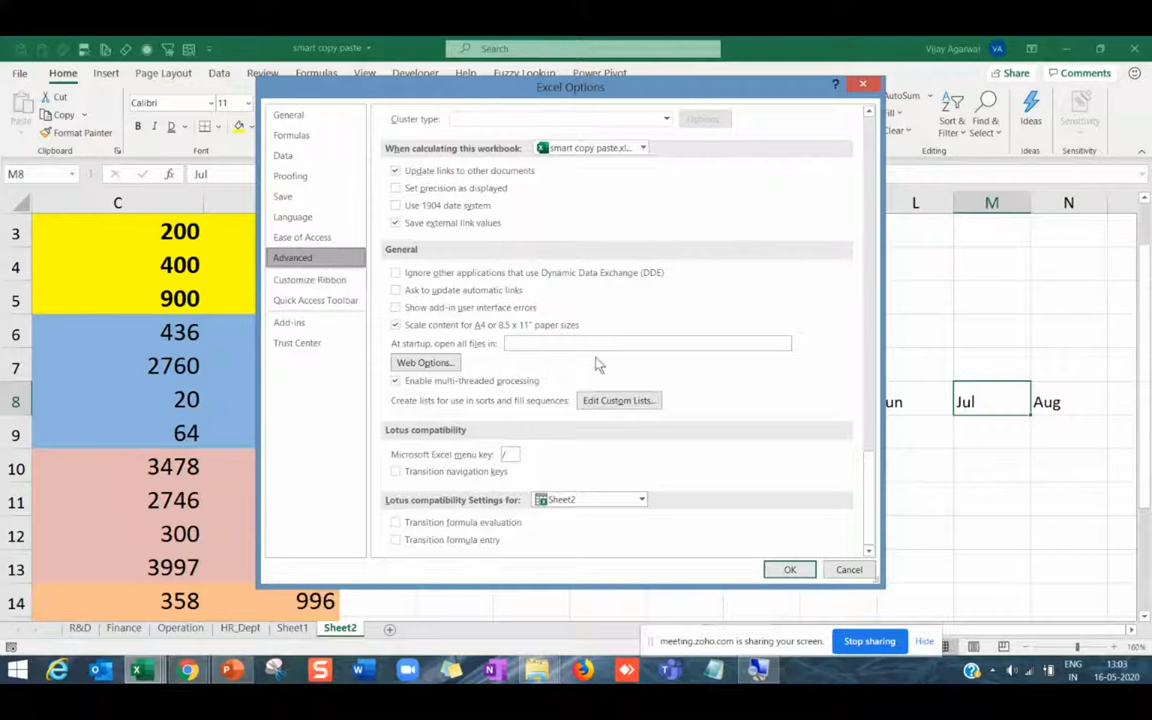 smart copy paste
Search
Vijay Agarwal VA
File Home Insert Page Layout Data Review Formulas View Developer Help Fuzzy Lookup Power Pivot Share Comments
Cut
Copy
Format Painter
Paste
Clipboard
Calibri 11
B I D
Font
AutoSum
Fill
Clear
Sort & Filter
Find & Select
Editing
Ideas
Ideas
Sensitivity
Sensitivity
M8 fx Jul
C L M N
3 200
4 400
5 900
6 436
7 2760
8 20 un Jul Aug
9 64
10 3478
11 2746
12 300
13 3997
14 358 996
Excel Options ?
General
Formulas
Data
Proofing
Save
Language
Ease of Access
Advanced
Customize Ribbon
Quick Access Toolbar
Add-ins
Trust Center
Cluster type: Options...
When calculating this workbook: smart copy paste.xl...
Update links to other documents
Set precision as displayed
Use 1904 date system
Save external link values
General
Ignore other applications that use Dynamic Data Exchange (DDE)
Ask to update automatic links
Show add-in user interface errors
Scale content for A4 or 8.5 x 11" paper sizes
At startup, open all files in:
Web Options...
Enable multi-threaded processing
Create lists for use in sorts and fill sequences: Edit Custom Lists...
Lotus compatibility
Microsoft Excel menu key: /
Transition navigation keys
Lotus compatibility Settings for: Sheet2
Transition formula evaluation
Transition formula entry
OK Cancel
R&D Finance Operation HR_Dept Sheet1 Sheet2
meeting.zoho.com is sharing your screen. Stop sharing Hide
160%
ENG
IN
13:03
16-05-2020